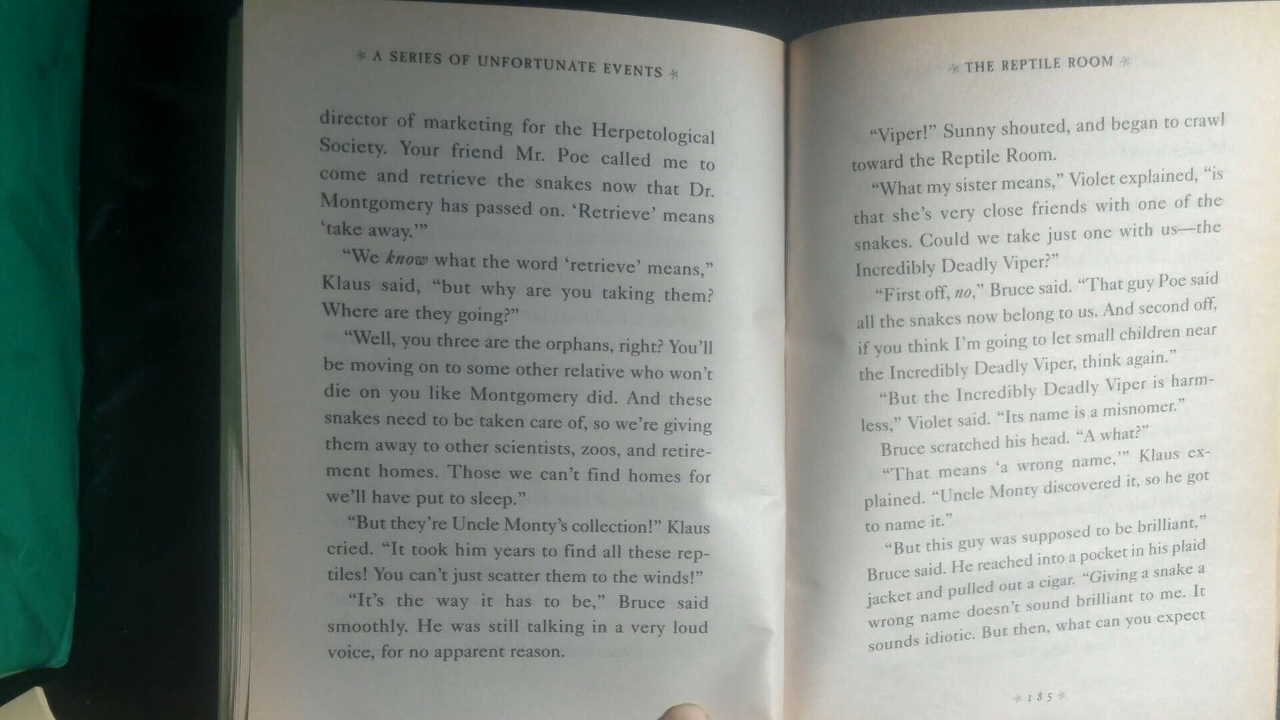 * A SERIES OF UNFORTUNATE EVENTS *
director of marketing for the Herpetological
Society. Your friend Mr. Poe called me to
come and retrieve the snakes now that Dr.
Montgomery has passed on. ‘Retrieve’ means
‘take away.’”
“We know what the word ‘retrieve’ means,”
Klaus said, “but why are you taking them?
Where are they going?”
“Well, you three are the orphans, right? You’ll
be moving on to some other relative who won’t
die on you like Montgomery did. And these
snakes need to be taken care of, so we’re giving
them away to other scientists, zoos, and retire-
ment homes. Those we can’t find homes for
we’ll have put to sleep.”
“But they’re Uncle Monty’s collection!” Klaus
cried. “It took him years to find all these rep-
tiles! You can’t just scatter them to the winds!”
“It’s the way it has to be,” Bruce said
smoothly. He was still talking in a very loud
voice, for no apparent reason.
* THE REPTILE ROOM *
“Viper!” Sunny shouted, and began to crawl
toward the Reptile Room.
“What my sister means,” Violet explained, “is
that she’s very close friends with one of the
snakes. Could we take just one with us—the
Incredibly Deadly Viper?”
“First off, no,” Bruce said. “That guy Poe said
all the snakes now belong to us. And second off,
if you think I’m going to let small children near
the Incredibly Deadly Viper, think again.”
“But the Incredibly Deadly Viper is harm-
less,” Violet said. “Its name is a misnomer.”
Bruce scratched his head. “A what?”
“That means ‘a wrong name,’” Klaus ex-
plained. “Uncle Monty discovered it, so he got
to name it.”
“But this guy was supposed to be brilliant,”
Bruce said. He reached into a pocket in his plaid
jacket and pulled out a cigar. “Giving a snake a
wrong name doesn’t sound brilliant to me. It
sounds idiotic. But then, what can you expect
* 185 *